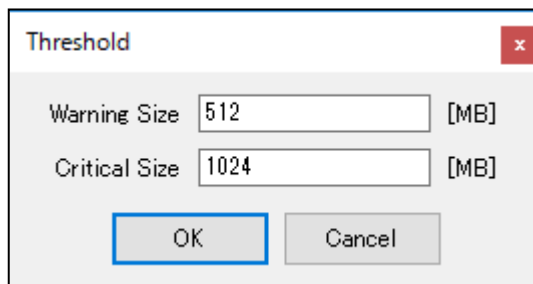 Threshold
x
Warning Size 512 [MB]
Critical Size 1024 [MB]
OK Cancel